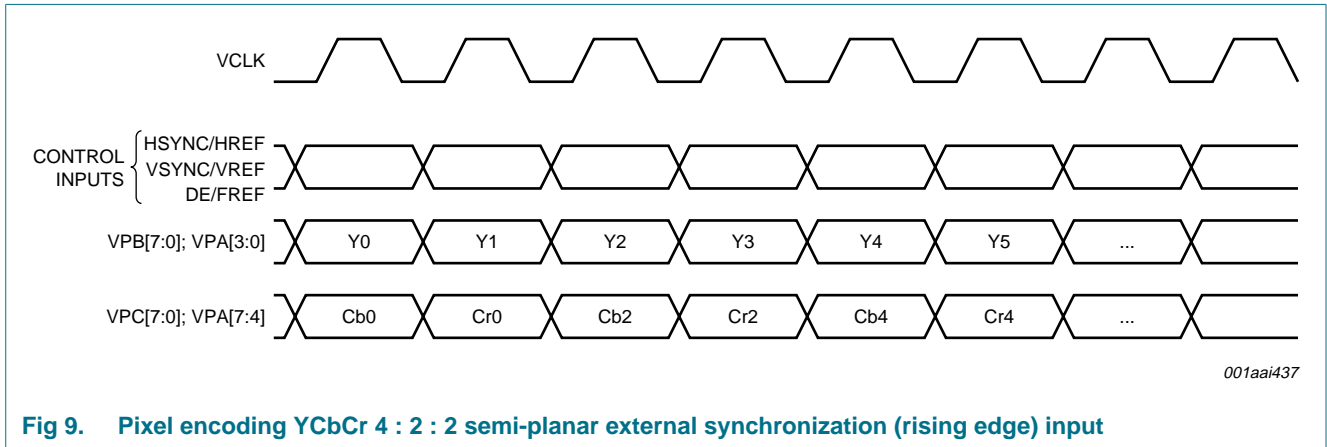 VCLK
CONTROL INPUTS
HSYNC/HREF
VSYNC/VREF
DE/FREF
VPB[7:0]; VPA[3:0] Y0 Y1 Y2 Y3 Y4 Y5 ...
VPC[7:0]; VPA[7:4] Cb0 Cr0 Cb2 Cr2 Cb4 Cr4 ...
001aai437
Fig 9. Pixel encoding YCbCr 4 : 2 : 2 semi-planar external synchronization (rising edge) input